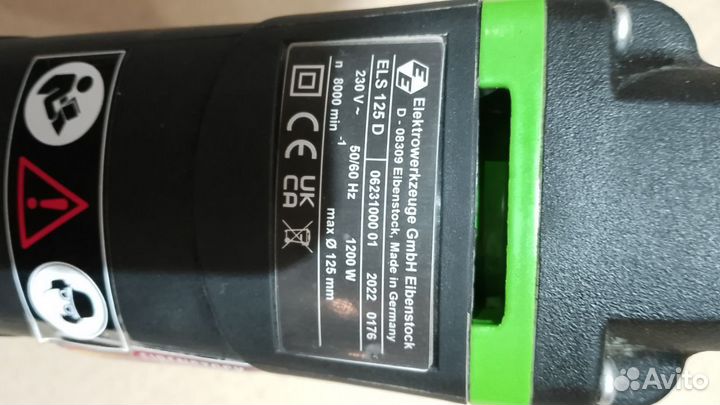 Elektrowerkzeuge GmbH Eibenstock
D - 08309 Eibenstock, Made in Germany
ELS 125 D 06231000 01 2022 0176
230 V ~ 50/60 Hz 1200 W
n 8000 min -1 max Ø 125 mm
CE UK CA
Avito